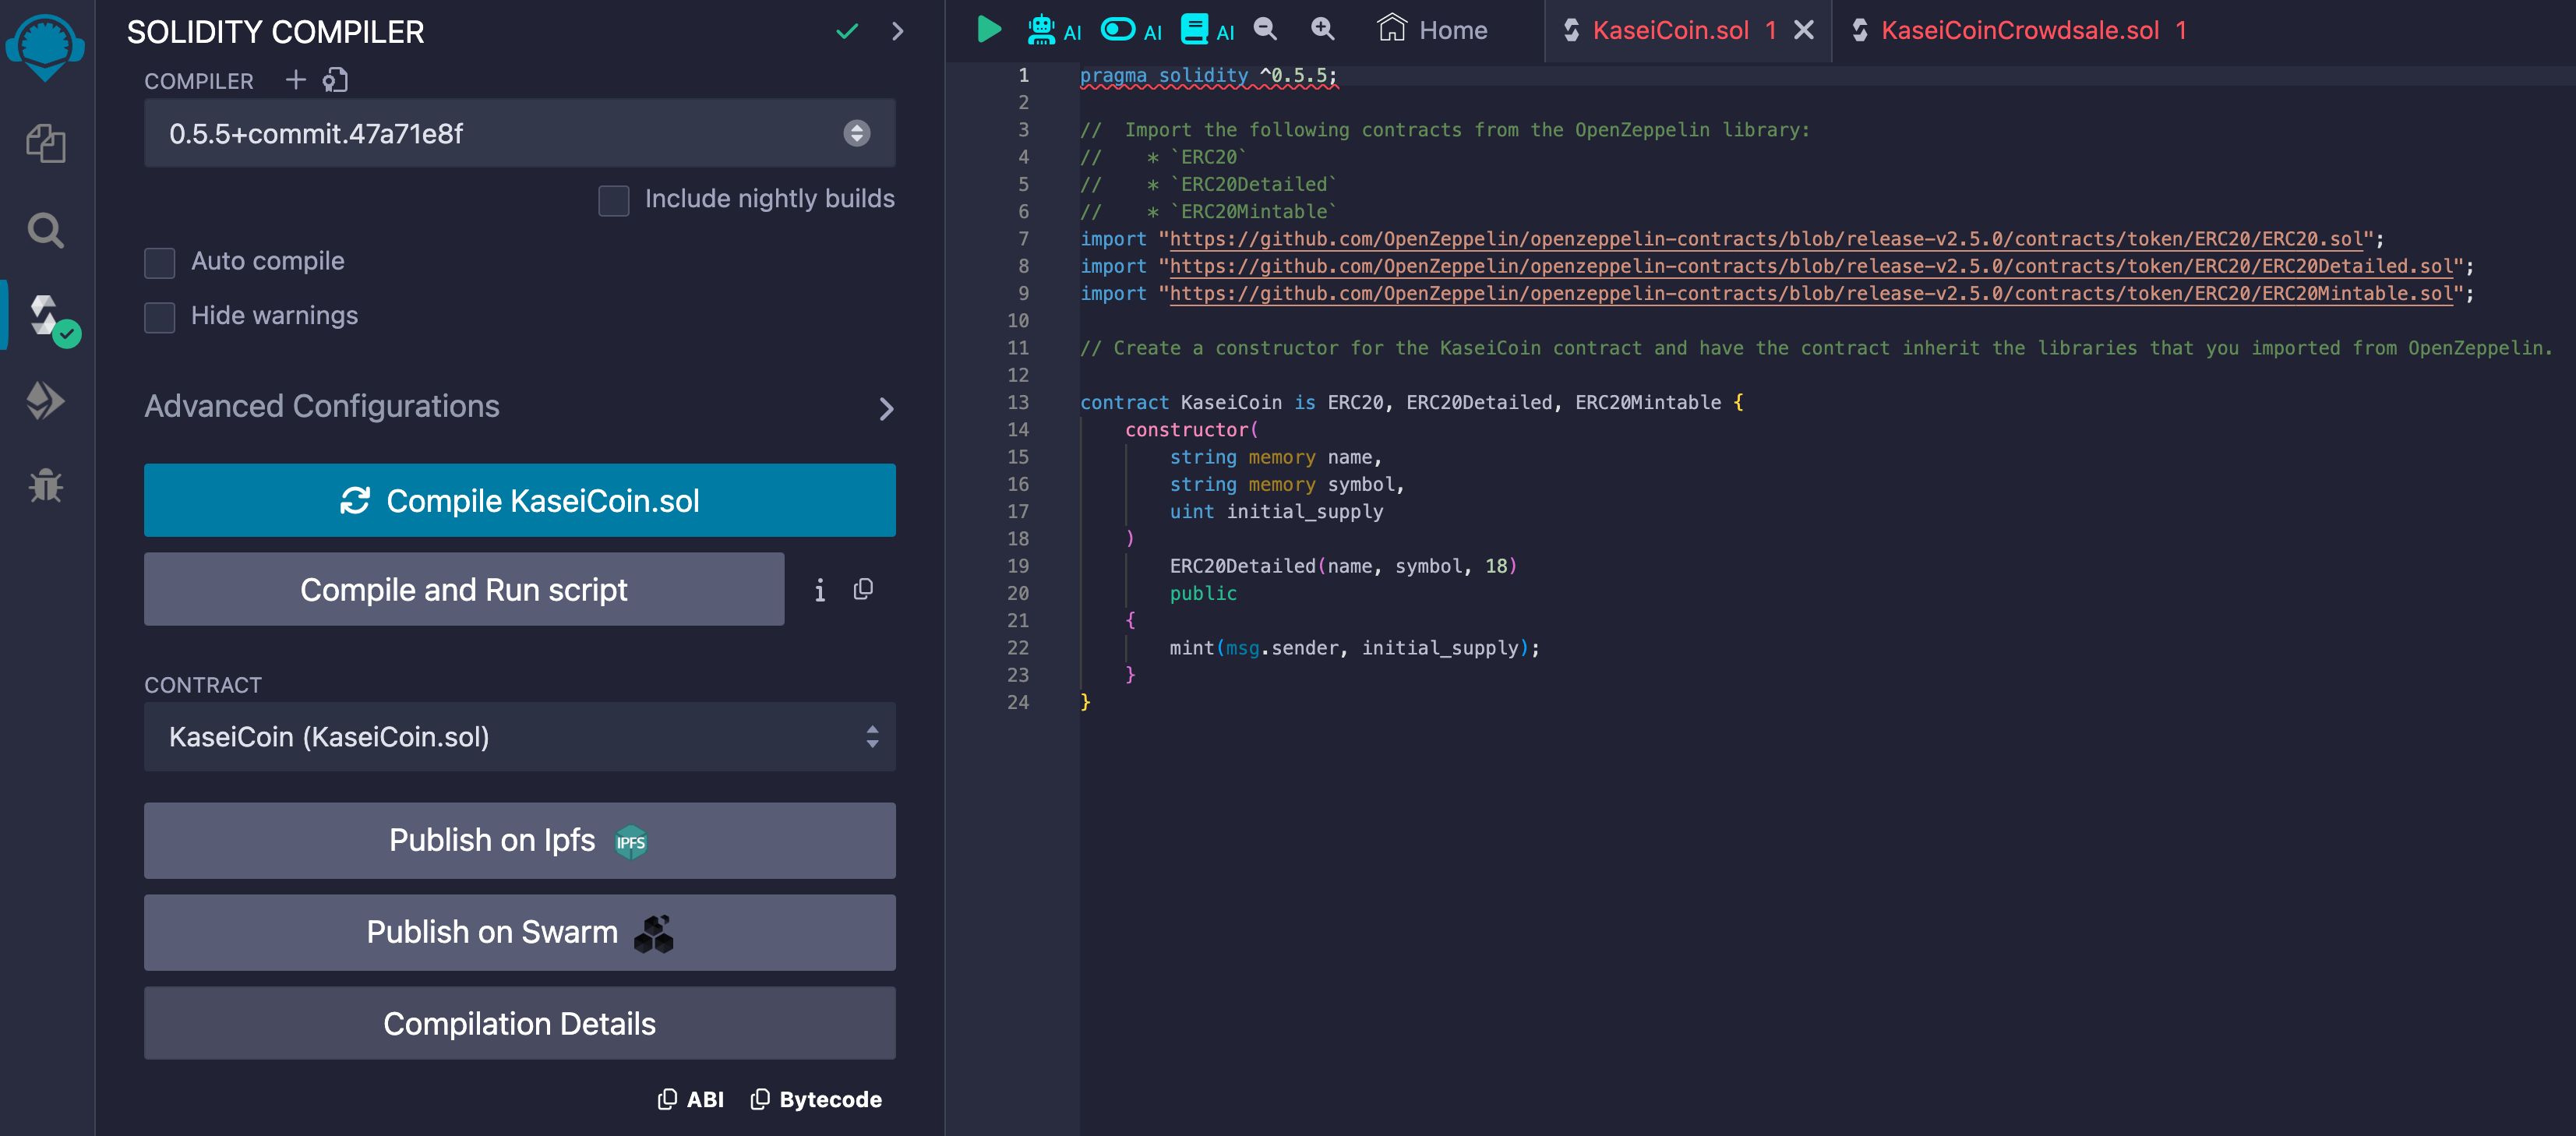 SOLIDITY COMPILER
COMPILER
0.5.5+commit.47a71e8f
Include nightly builds
Auto compile
Hide warnings
Advanced Configurations
Compile KaseiCoin.sol
Compile and Run script
i
CONTRACT
KaseiCoin (KaseiCoin.sol)
Publish on Ipfs IPFS
Publish on Swarm
Compilation Details
ABI Bytecode
AI AI AI Home KaseiCoin.sol 1 KaseiCoinCrowdsale.sol 1
1 pragma solidity ^0.5.5;
2
3 //  Import the following contracts from the OpenZeppelin library:
4 //    * `ERC20`
5 //    * `ERC20Detailed`
6 //    * `ERC20Mintable`
7 import "https://github.com/OpenZeppelin/openzeppelin-contracts/blob/release-v2.5.0/contracts/token/ERC20/ERC20.sol";
8 import "https://github.com/OpenZeppelin/openzeppelin-contracts/blob/release-v2.5.0/contracts/token/ERC20/ERC20Detailed.sol";
9 import "https://github.com/OpenZeppelin/openzeppelin-contracts/blob/release-v2.5.0/contracts/token/ERC20/ERC20Mintable.sol";
10
11 // Create a constructor for the KaseiCoin contract and have the contract inherit the libraries that you imported from OpenZeppelin.
12
13 contract KaseiCoin is ERC20, ERC20Detailed, ERC20Mintable {
14     constructor(
15         string memory name,
16         string memory symbol,
17         uint initial_supply
18     )
19         ERC20Detailed(name, symbol, 18)
20         public
21     {
22         mint(msg.sender, initial_supply);
23     }
24 }